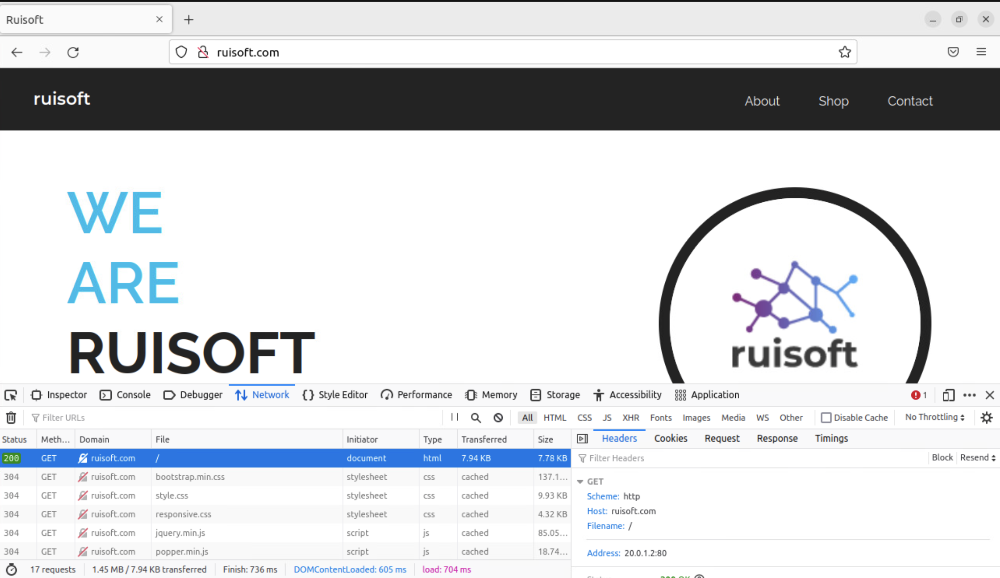 Ruisoft
ruisoft.com
ruisoft About Shop Contact
WE
ARE
RUISOFT
ruisoft
Inspector Console Debugger Network Style Editor Performance Memory Storage Accessibility Application 1
Filter URLs All HTML CSS JS XHR Fonts Images Media WS Other Disable Cache No Throttling
Status Meth... Domain File Initiator Type Transferred Size
200 GET ruisoft.com / document html 7.94 KB 7.78 KB
304 GET ruisoft.com bootstrap.min.css stylesheet css cached 137.1...
304 GET ruisoft.com style.css stylesheet css cached 9.93 KB
304 GET ruisoft.com responsive.css stylesheet css cached 4.32 KB
304 GET ruisoft.com jquery.min.js script js cached 85.05...
304 GET ruisoft.com popper.min.js script js cached 18.74...
17 requests 1.45 MB / 7.94 KB transferred Finish: 736 ms DOMContentLoaded: 605 ms load: 704 ms
Headers Cookies Request Response Timings
Filter Headers Block Resend
GET
Scheme: http
Host: ruisoft.com
Filename: /
Address: 20.0.1.2:80